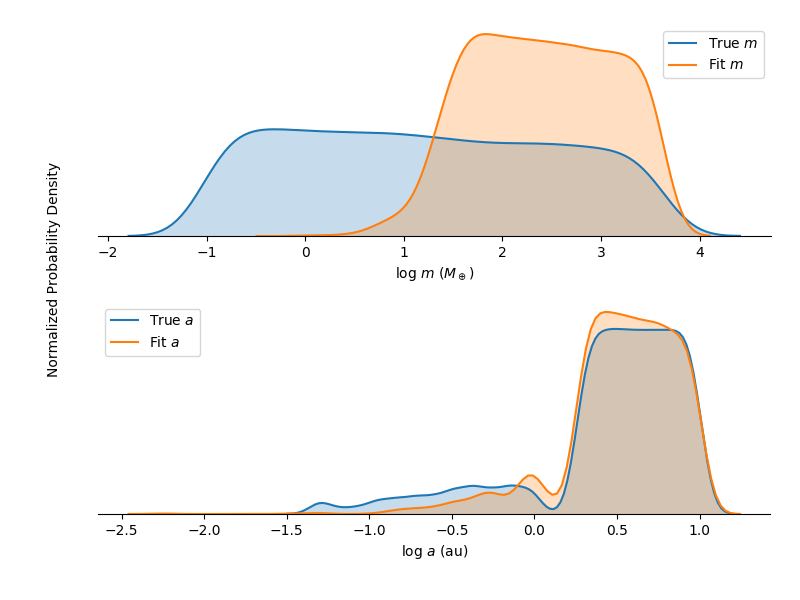 True m
Fit m
−2 −1 0 1 2 3 4
log m (M⊕)
Normalized Probability Density
True a
Fit a
−2.5 −2.0 −1.5 −1.0 −0.5 0.0 0.5 1.0
log a (au)